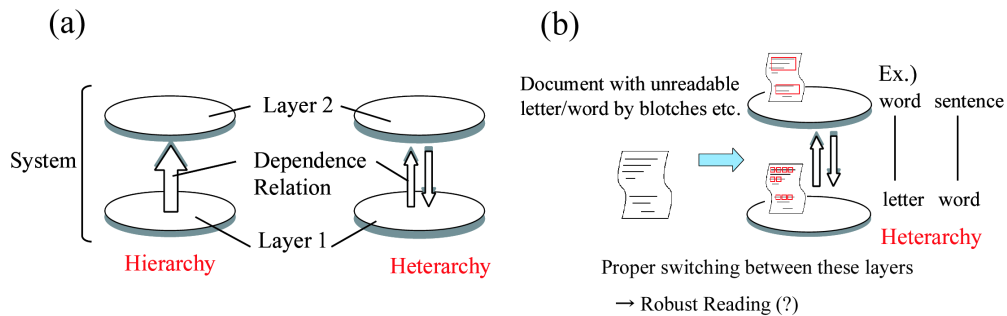 (a)
System
Layer 2
Dependence
Relation
Layer 1
Hierarchy
Heterarchy
(b)
Document with unreadable
letter/word by blotches etc.
Ex.)
word sentence
letter word
Heterarchy
Proper switching between these layers
→ Robust Reading (?)